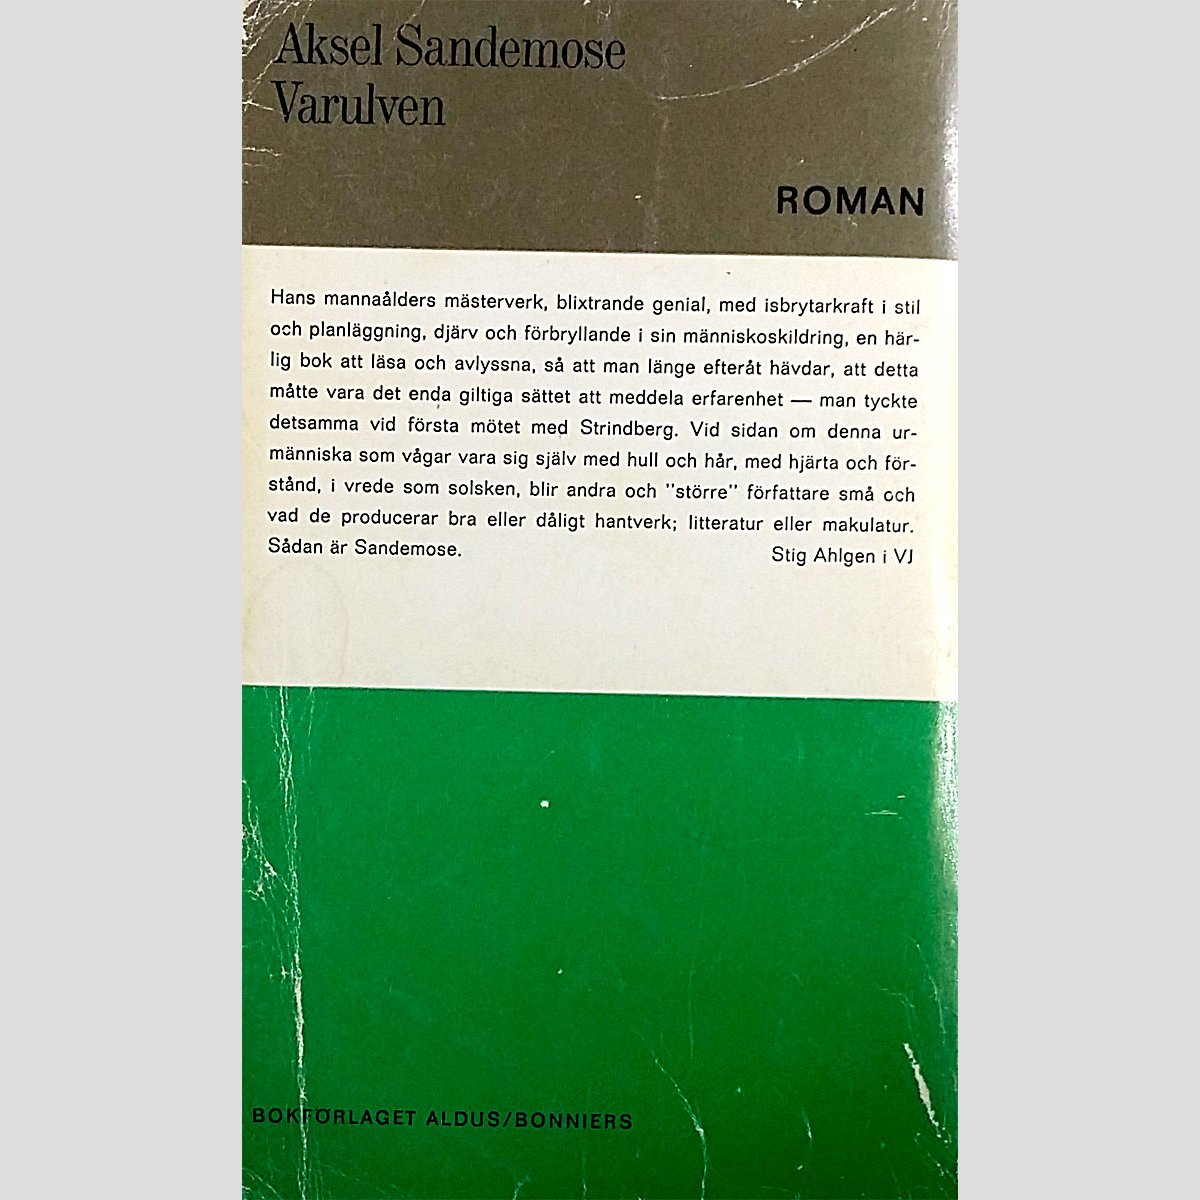 Aksel Sandemose
Varulven
ROMAN
Hans mannaålders mästerverk, blixtrande genial, med isbrytarkraft i stil
och planläggning, djärv och förbryllande i sin människoskildring, en här-
lig bok att läsa och avlyssna, så att man länge efteråt hävdar, att detta
måtte vara det enda giltiga sättet att meddela erfarenhet — man tyckte
detsamma vid första mötet med Strindberg. Vid sidan om denna ur-
människa som vågar vara sig själv med hull och hår, med hjärta och för-
stånd, i vrede som solsken, blir andra och "större" författare små och
vad de producerar bra eller dåligt hantverk; litteratur eller makulatur.
Sådan är Sandemose. Stig Ahlgen i VJ
BOKFÖRLAGET ALDUS/BONNIERS